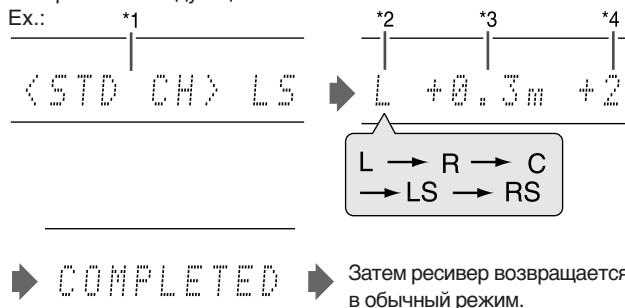 Ex.:
*1
<STD CH> LS
*2 *3 *4
L +0.3m +2
L → R → C
→ LS → RS
COMPLETED
Затем ресивер возвращается
в обычный режим.